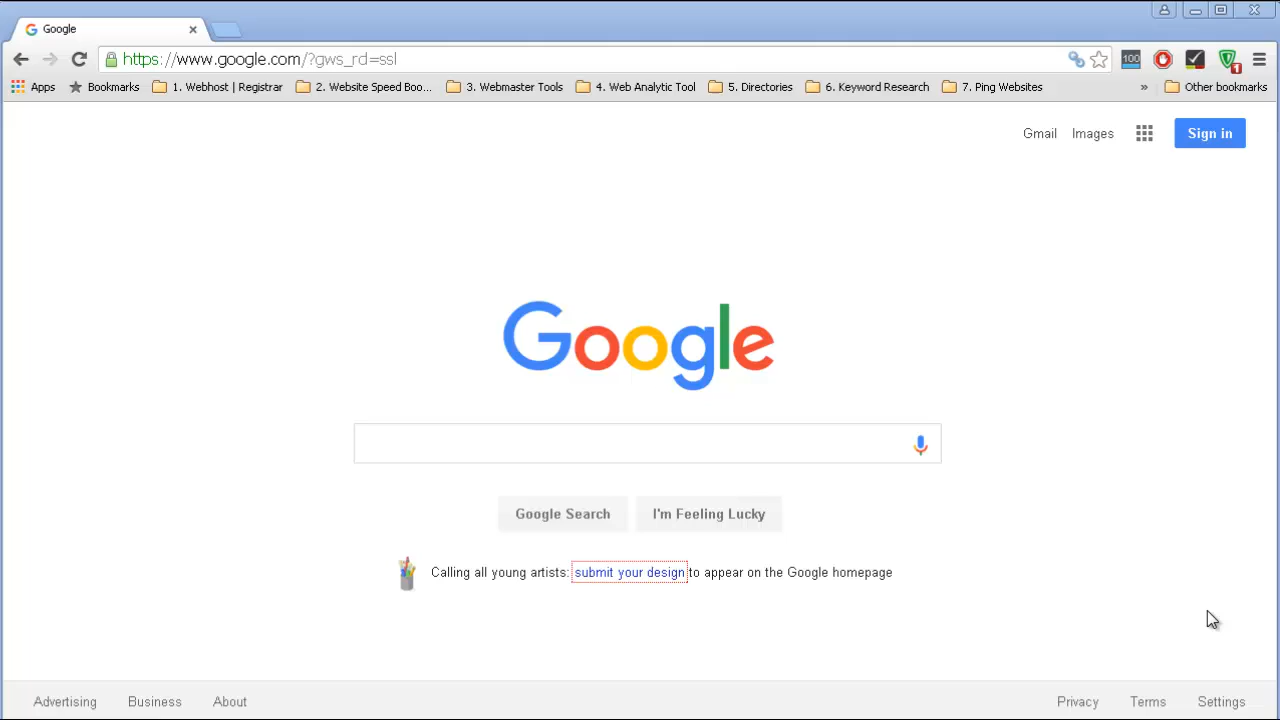 Google
https://www.google.com/?gws_rd=ssl
100
1
Apps Bookmarks 1. Webhost | Registrar 2. Website Speed Boo... 3. Webmaster Tools 4. Web Analytic Tool 5. Directories 6. Keyword Research 7. Ping Websites » Other bookmarks
Gmail Images Sign in
Google
Google Search I'm Feeling Lucky
Calling all young artists: submit your design to appear on the Google homepage
Advertising Business About Privacy Terms Settings